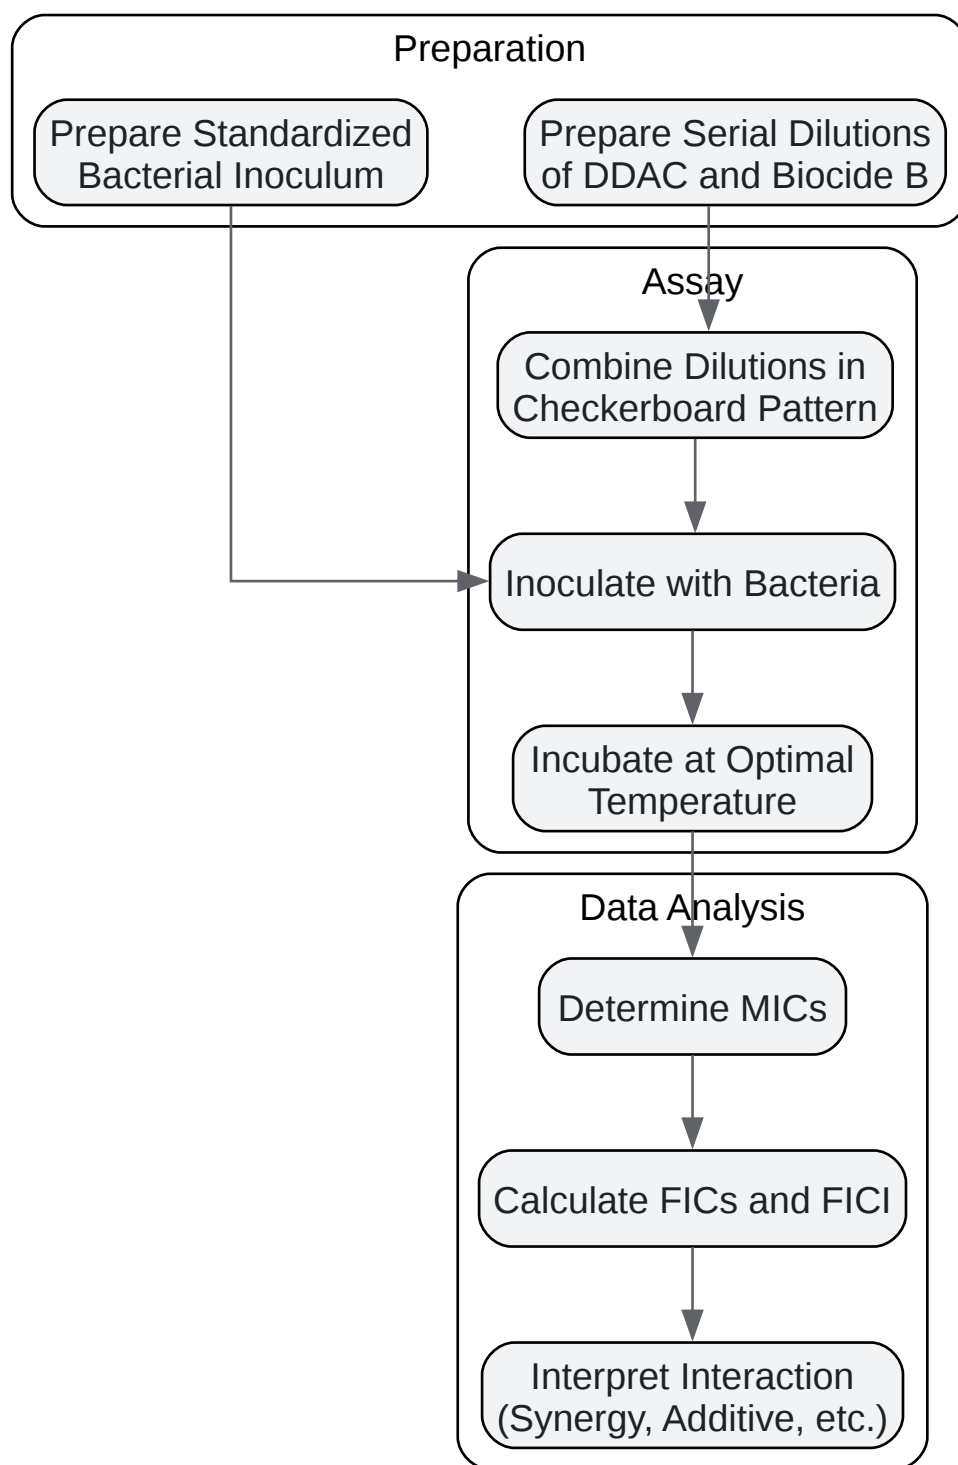 Preparation
Prepare Standardized
Bacterial Inoculum
Prepare Serial Dilutions
of DDAC and Biocide B
Assay
Combine Dilutions in
Checkerboard Pattern
Inoculate with Bacteria
Incubate at Optimal
Temperature
Data Analysis
Determine MICs
Calculate FICs and FICI
Interpret Interaction
(Synergy, Additive, etc.)